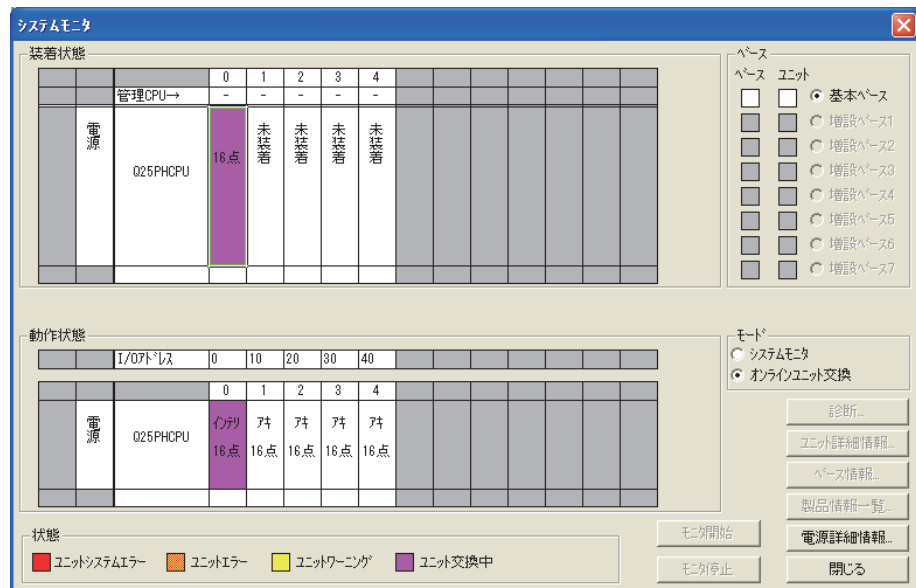 システムモニタ
装着状態
0 1 2 3 4
管理CPU→ - - - - -
電源
Q25PHCPU
16点
未装着
未装着
未装着
未装着
ベース
ベース ユニット
基本ベース
増設ベース1
増設ベース2
増設ベース3
増設ベース4
増設ベース5
増設ベース6
増設ベース7
動作状態
I/Oアドレス 0 10 20 30 40
0 1 2 3 4
電源
Q25PHCPU
インテリ アキ アキ アキ アキ
16点 16点 16点 16点 16点
モード
システムモニタ
オンラインユニット交換
診断...
ユニット詳細情報...
ベース情報...
製品情報一覧...
電源詳細情報...
閉じる
モニタ開始
モニタ停止
状態
ユニットシステムエラー ユニットエラー ユニットワーニング ユニット交換中